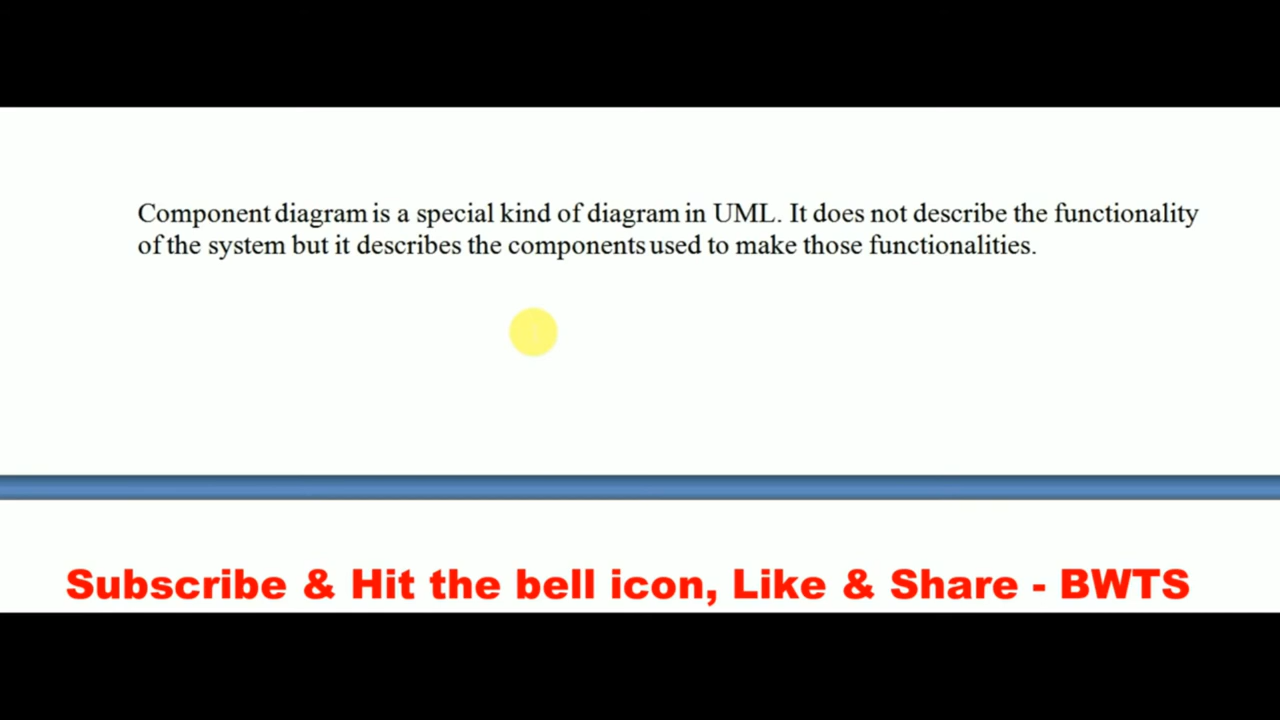 Component diagram is a special kind of diagram in UML. It does not describe the functionality
of the system but it describes the components used to make those functionalities.
Subscribe & Hit the bell icon, Like & Share - BWTS